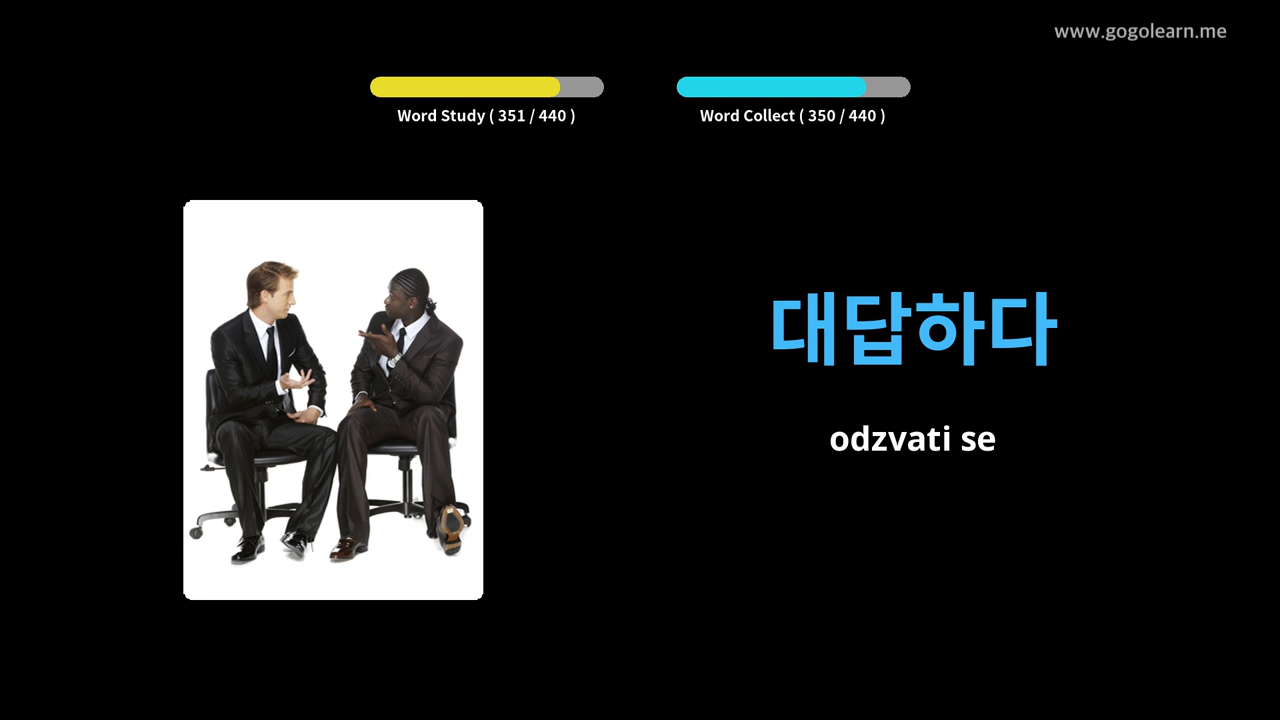 www.gogolearn.me
Word Study ( 351 / 440 )
Word Collect ( 350 / 440 )
대답하다
odzvati se